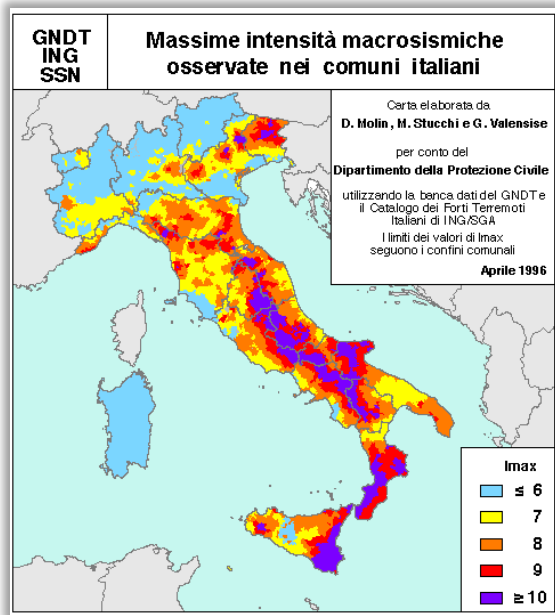 GNDT
ING
SSN
Massime intensità macrosismiche
osservate nei comuni italiani
Carta elaborata da
D. Molin, M. Stucchi e G. Valensise
per conto del
Dipartimento della Protezione Civile
utilizzando la banca dati del GNDT e
il Catalogo dei Forti Terremoti
Italiani di ING/SGA
I limiti dei valori di Imax
seguono i confini comunali
Aprile 1996
Imax
≤ 6
7
8
9
≥ 10